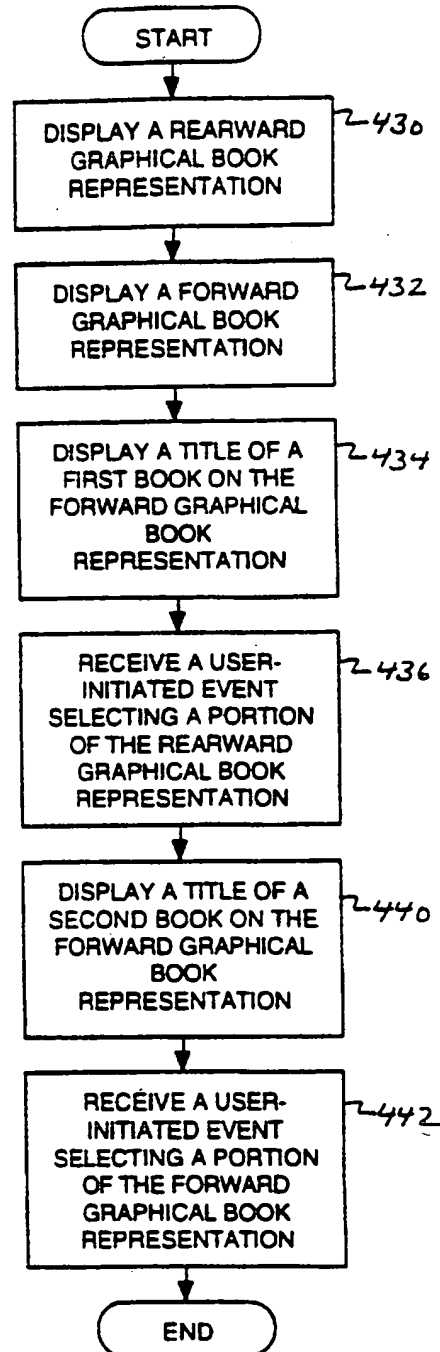 START
DISPLAY A REARWARD
GRAPHICAL BOOK
REPRESENTATION
430
DISPLAY A FORWARD
GRAPHICAL BOOK
REPRESENTATION
432
DISPLAY A TITLE OF A
FIRST BOOK ON THE
FORWARD GRAPHICAL
BOOK
REPRESENTATION
434
RECEIVE A USER-
INITIATED EVENT
SELECTING A PORTION
OF THE REARWARD
GRAPHICAL BOOK
REPRESENTATION
436
DISPLAY A TITLE OF A
SECOND BOOK ON THE
FORWARD GRAPHICAL
BOOK
REPRESENTATION
440
RECEIVE A USER-
INITIATED EVENT
SELECTING A PORTION
OF THE FORWARD
GRAPHICAL BOOK
REPRESENTATION
442
END